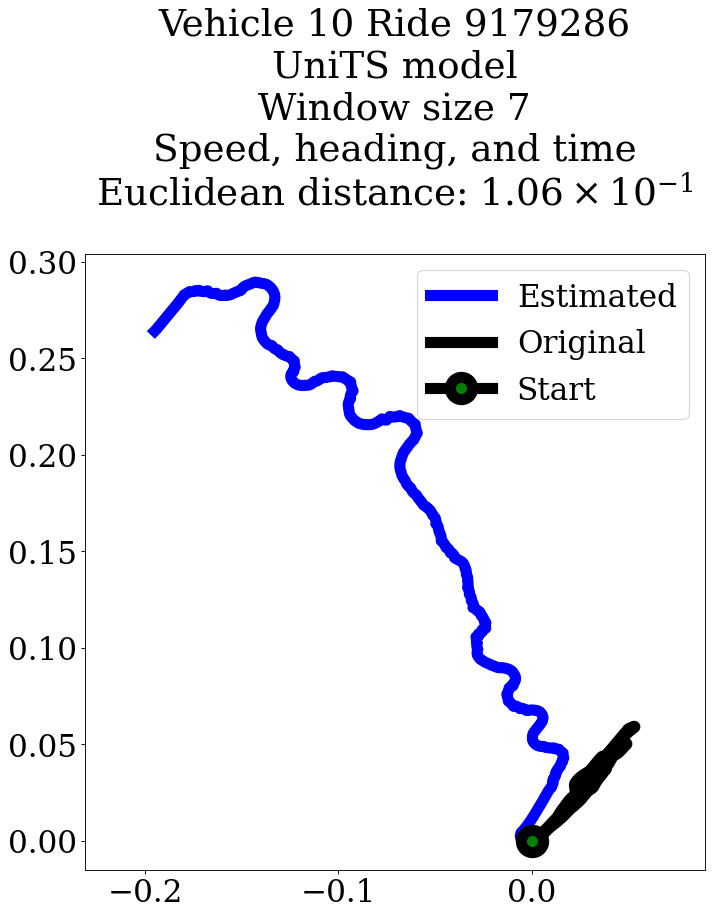 Vehicle 10 Ride 9179286
UniTS model
Window size 7
Speed, heading, and time
Euclidean distance: 1.06 × 10⁻¹
Estimated
Original
Start
0.30
0.25
0.20
0.15
0.10
0.05
0.00
−0.2
−0.1
0.0